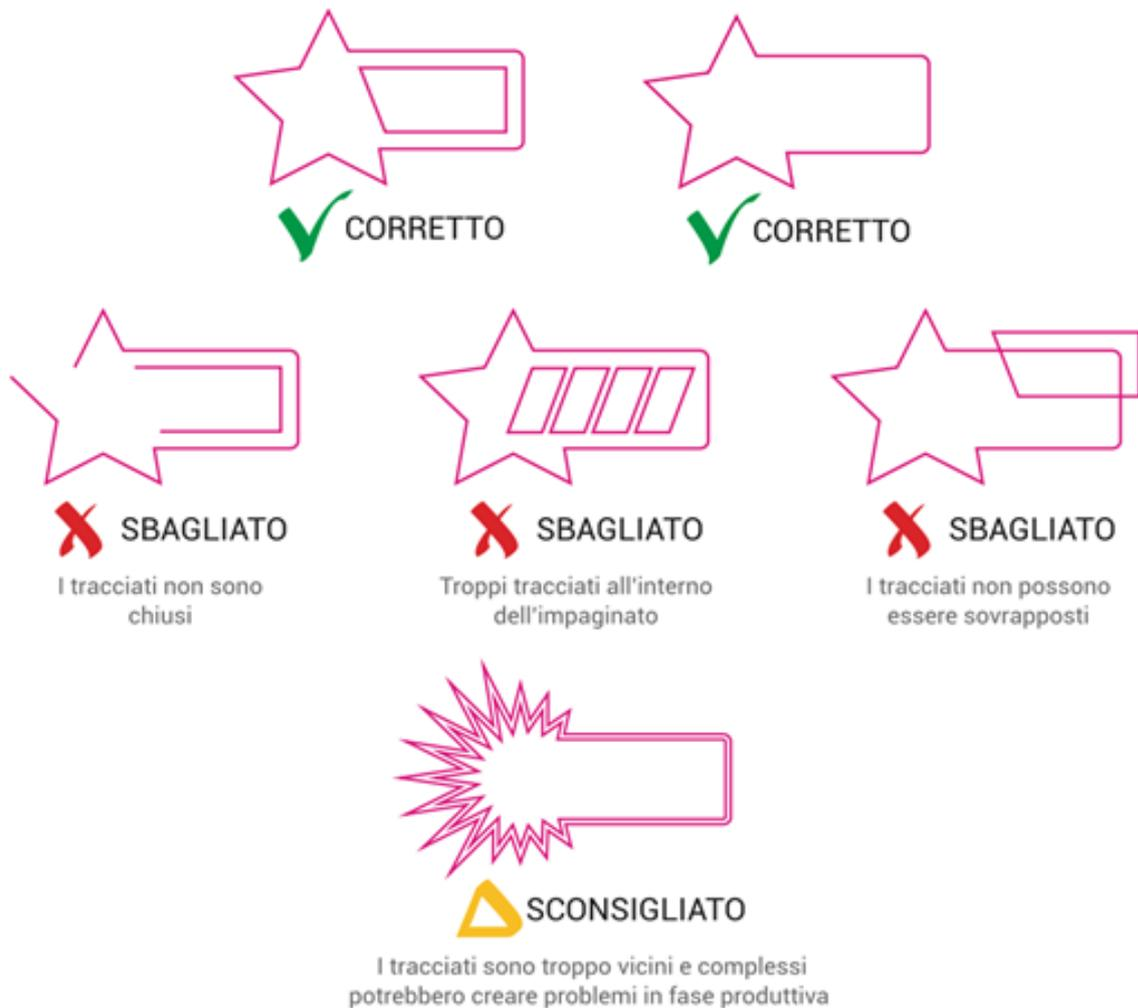 CORRETTO
CORRETTO
SBAGLIATO
I tracciati non sono
chiusi
SBAGLIATO
Troppi tracciati all'interno
dell'impaginato
SBAGLIATO
I tracciati non possono
essere sovrapposti
SCONSIGLIATO
I tracciati sono troppo vicini e complessi
potrebbero creare problemi in fase produttiva